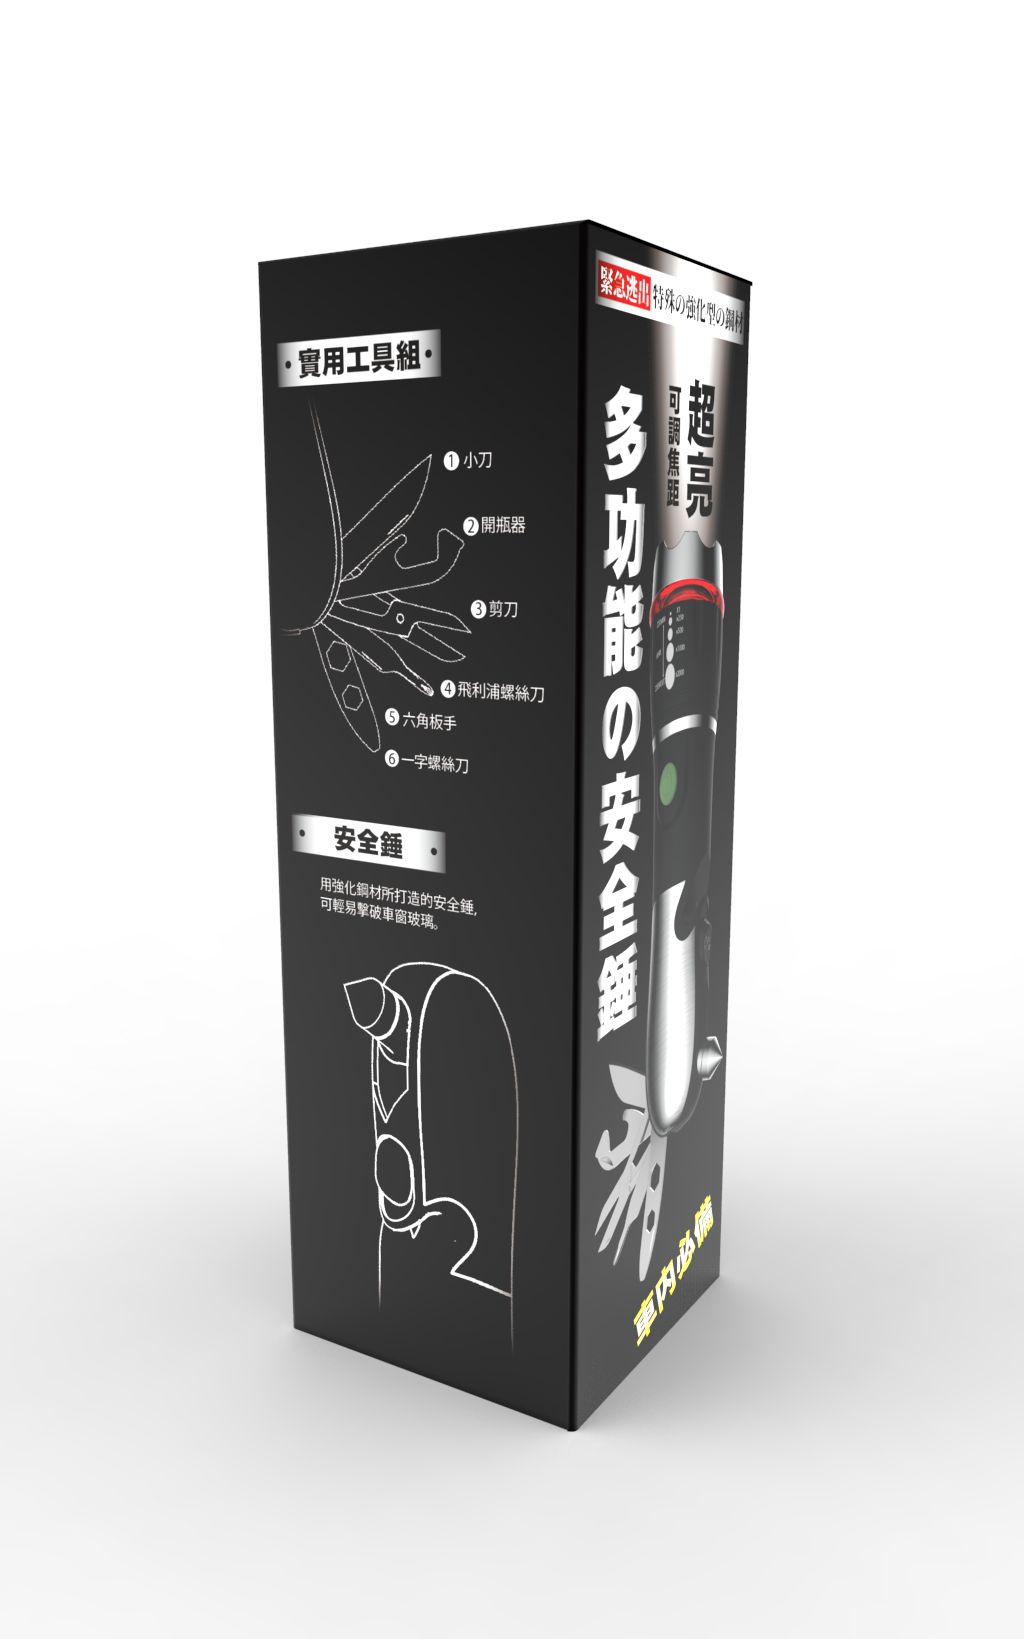 實用工具組
1 小刀
2 開瓶器
3 剪刀
4 飛利浦螺絲刀
5 六角板手
6 一字螺絲刀
安全錘
用強化鋼材所打造的安全錘,
可輕易擊破車窗玻璃。
緊急逃出 特殊の強化型の鋼材
超亮
可調焦距
多功能の安全錘
車內必備